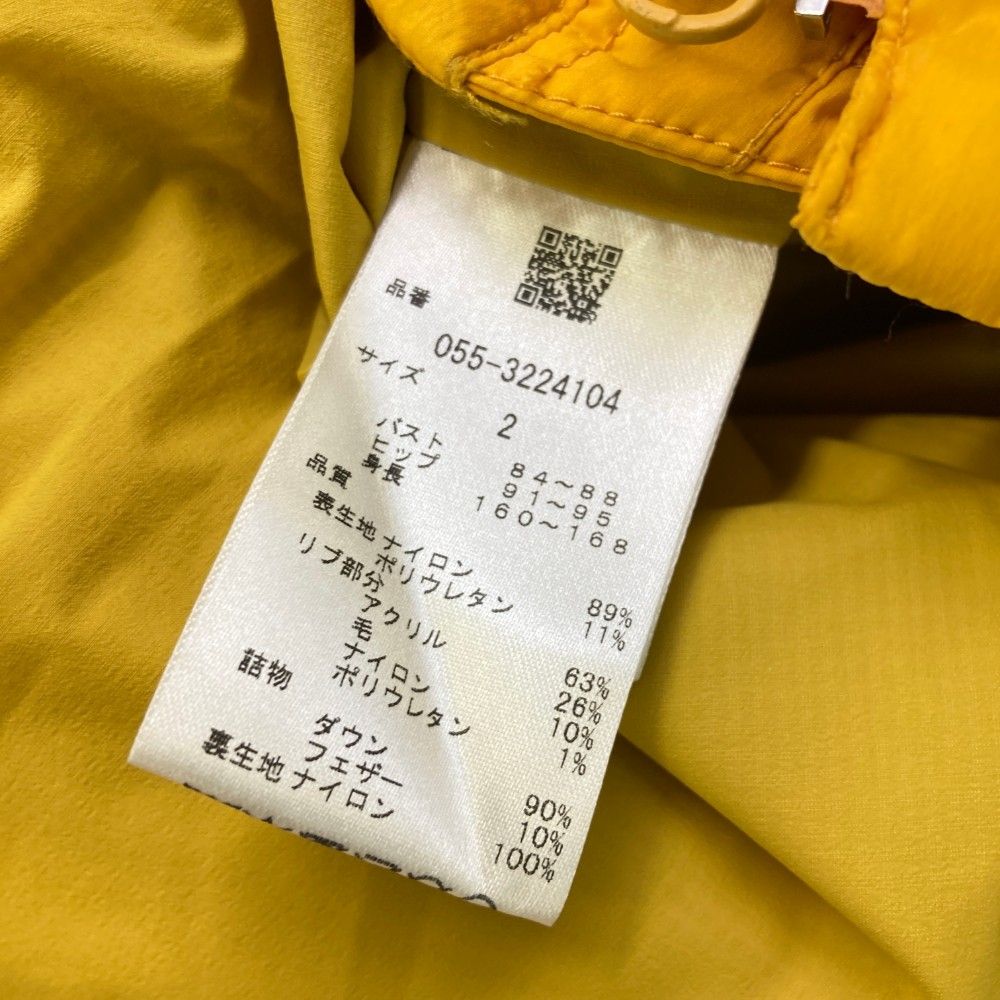 品番
055-3224104
サイズ
2
バスト 84～88
ヒップ 91～95
身長 160～168
品質
表生地 ナイロン 89%
ポリウレタン 11%
リブ部分
アクリル 63%
毛 26%
ナイロン 10%
ポリウレタン 1%
詰物
ダウン 90%
フェザー 10%
裏生地 ナイロン 100%